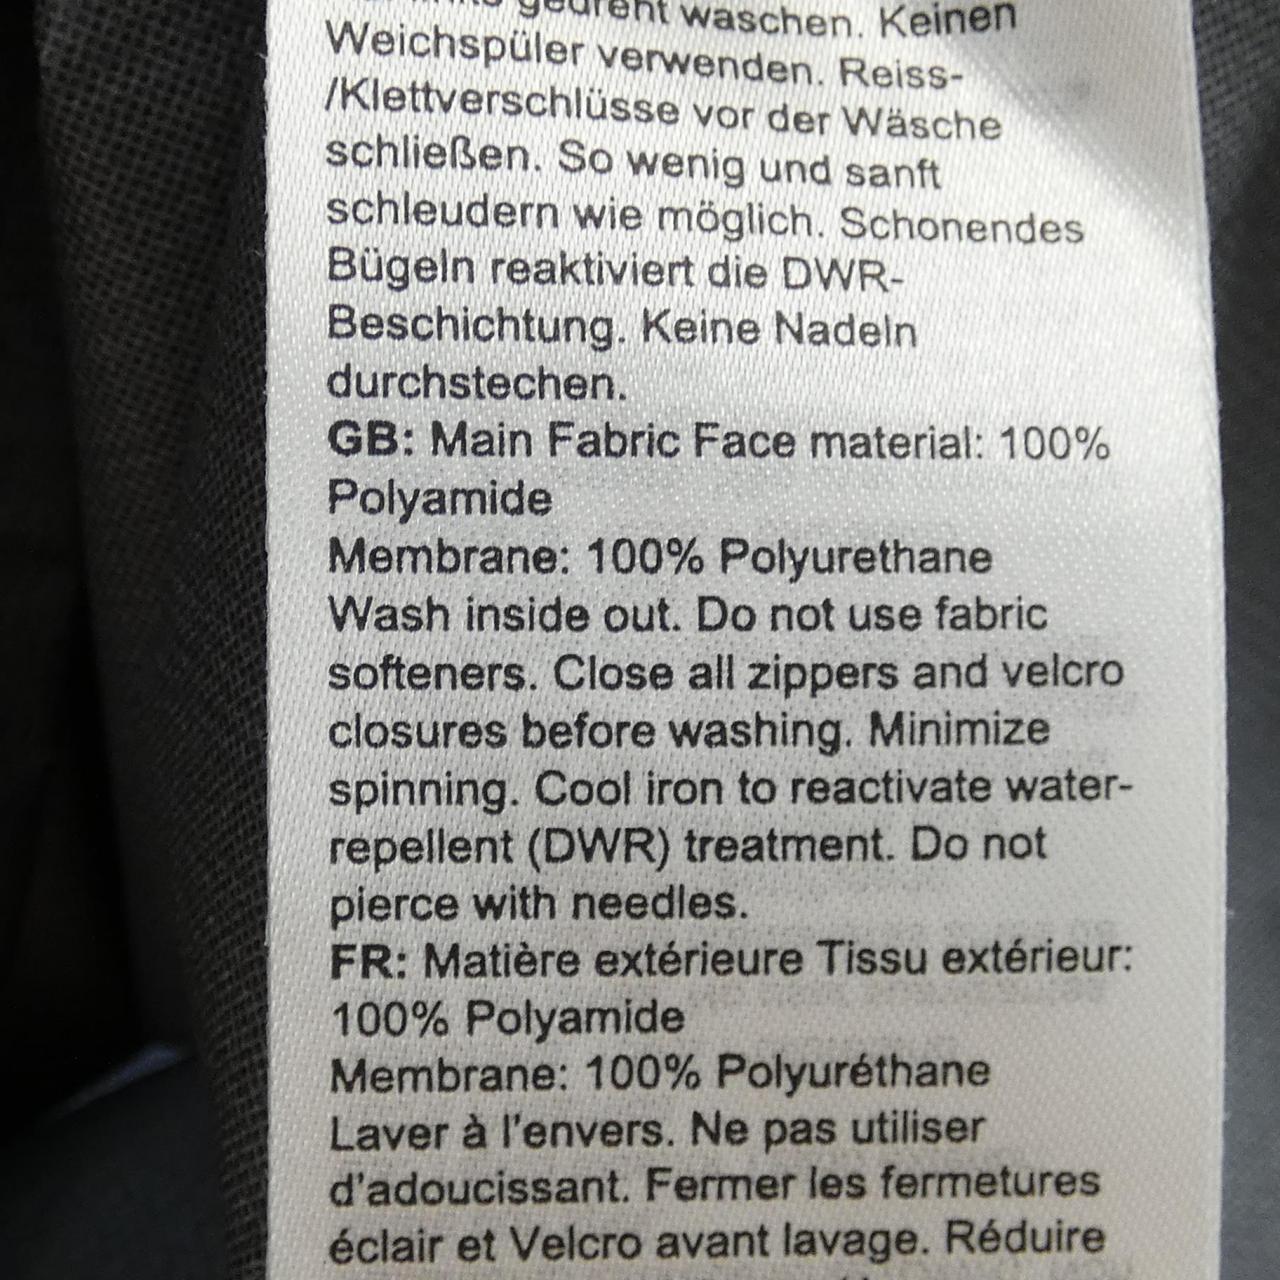 gedreht waschen. Keinen
Weichspüler verwenden. Reiss-
/Klettverschlüsse vor der Wäsche
schließen. So wenig und sanft
schleudern wie möglich. Schonendes
Bügeln reaktiviert die DWR-
Beschichtung. Keine Nadeln
durchstechen.
GB: Main Fabric Face material: 100%
Polyamide
Membrane: 100% Polyurethane
Wash inside out. Do not use fabric
softeners. Close all zippers and velcro
closures before washing. Minimize
spinning. Cool iron to reactivate water-
repellent (DWR) treatment. Do not
pierce with needles.
FR: Matière extérieure Tissu extérieur:
100% Polyamide
Membrane: 100% Polyuréthane
Laver à l'envers. Ne pas utiliser
d'adoucissant. Fermer les fermetures
éclair et Velcro avant lavage. Réduire